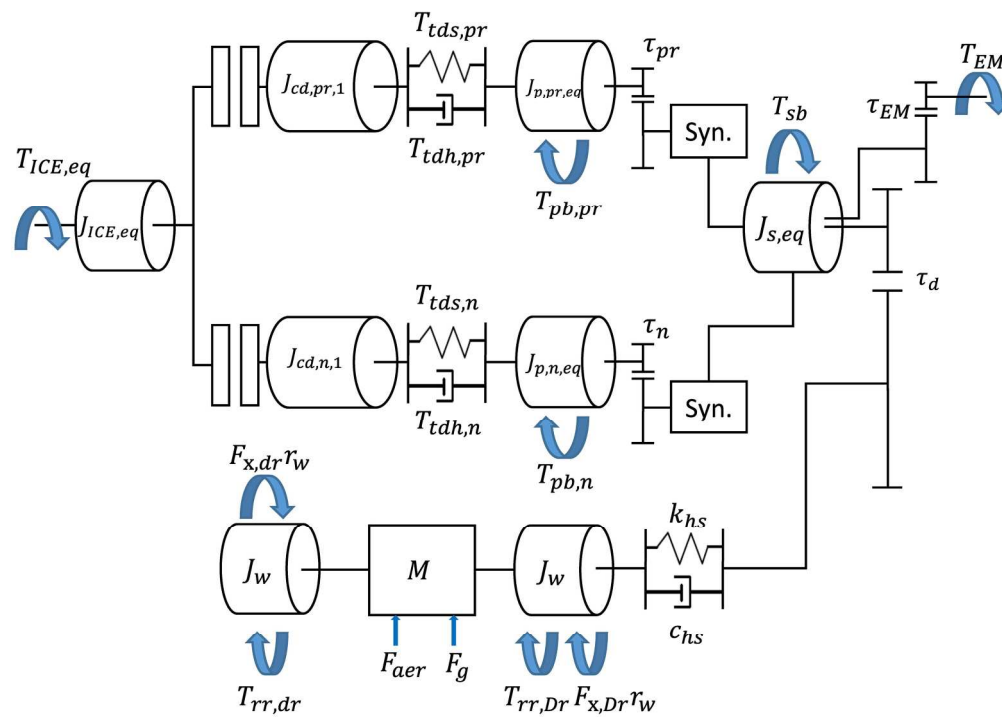 T_{tds,pr}
τ_{pr}
T_{EM}
J_{cd,pr,1}
J_{p,pr,eq}
τ_{EM}
T_{sb}
Syn.
T_{tdh,pr}
T_{ICE,eq}
T_{pb,pr}
J_{ICE,eq}
J_{s,eq}
τ_d
T_{tds,n}
τ_n
J_{cd,n,1}
J_{p,n,eq}
Syn.
T_{tdh,n}
F_{x,dr}r_w
T_{pb,n}
k_{hs}
J_w
M
J_w
c_{hs}
F_{aer}
F_g
T_{rr,dr}
T_{rr,Dr} F_{x,Dr}r_w